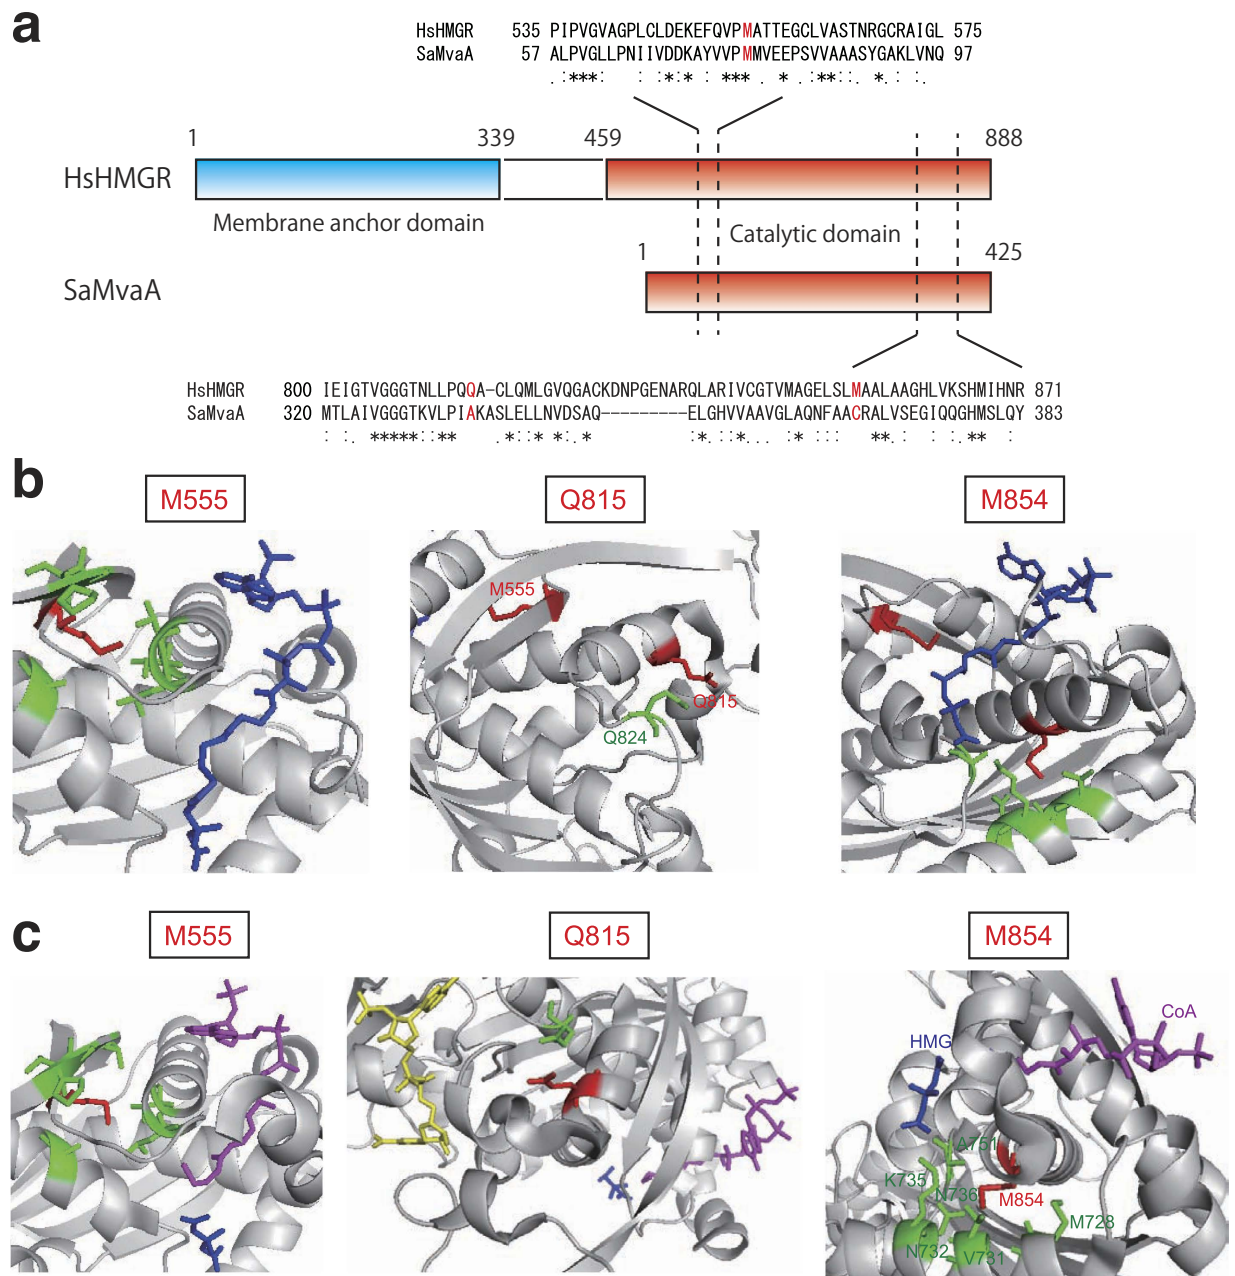 a
HsHMGR 535 PIPVGVAGPLCLDEKEFQVPMATTEGCLVASTNRGCRAIGL 575
SaMvaA 57 ALPVGLLPNIIVDDKAYVVPMMVEEPSVVAAASYGAKLVNQ 97
.:***: : :*:* : *** . * :**:: *. :.
1 339 459 888
HsHMGR
Membrane anchor domain
Catalytic domain
1 425
SaMvaA
HsHMGR 800 IEIGTVGGGTNLLPQQA-CLQMLGVQGACKDNPGENARQLARIVCGTVMAGELSLMAALAAGHLVKSHMIHNR 871
SaMvaA 320 MTLAIVGGGTKVLPIAKASLELLNVDSAQ---------ELGHVVAAVGLAQNFAACRALVSEGIQQGHMSLQY 383
: :. *****::** .*:* *.* :*. :*.. :*. ::: **: : :** :
b
M555
Q815
M854
M555
Q815
Q824
c
M555
Q815
M854
CoA
HMG
A751
K735
N736
M854
M728
N732
V731